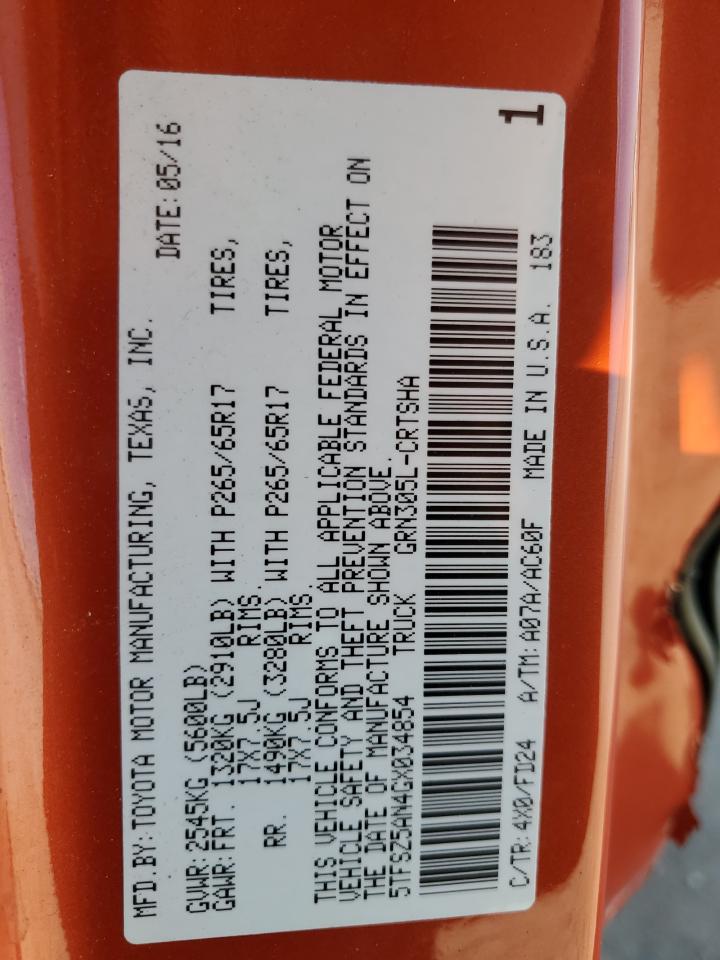 MFD.BY: TOYOTA MOTOR MANUFACTURING, TEXAS, INC. DATE: 05/16
GVWR: 2545KG (5600LB)
GAWR: FRT. 1320KG (2910LB) WITH P265/65R17 TIRES,
17X7.5J RIMS.
RR. 1490KG (3280LB) WITH P265/65R17 TIRES,
17X7.5J RIMS.
THIS VEHICLE CONFORMS TO ALL APPLICABLE FEDERAL MOTOR
VEHICLE SAFETY AND THEFT PREVENTION STANDARDS IN EFFECT ON
THE DATE OF MANUFACTURE SHOWN ABOVE.
5TFSZ5AN4GX034854 TRUCK GRN305L-CRTSHA
C/TR: 4X0/FD24 A/TM: A07A/AC60F MADE IN U.S.A. 183
1